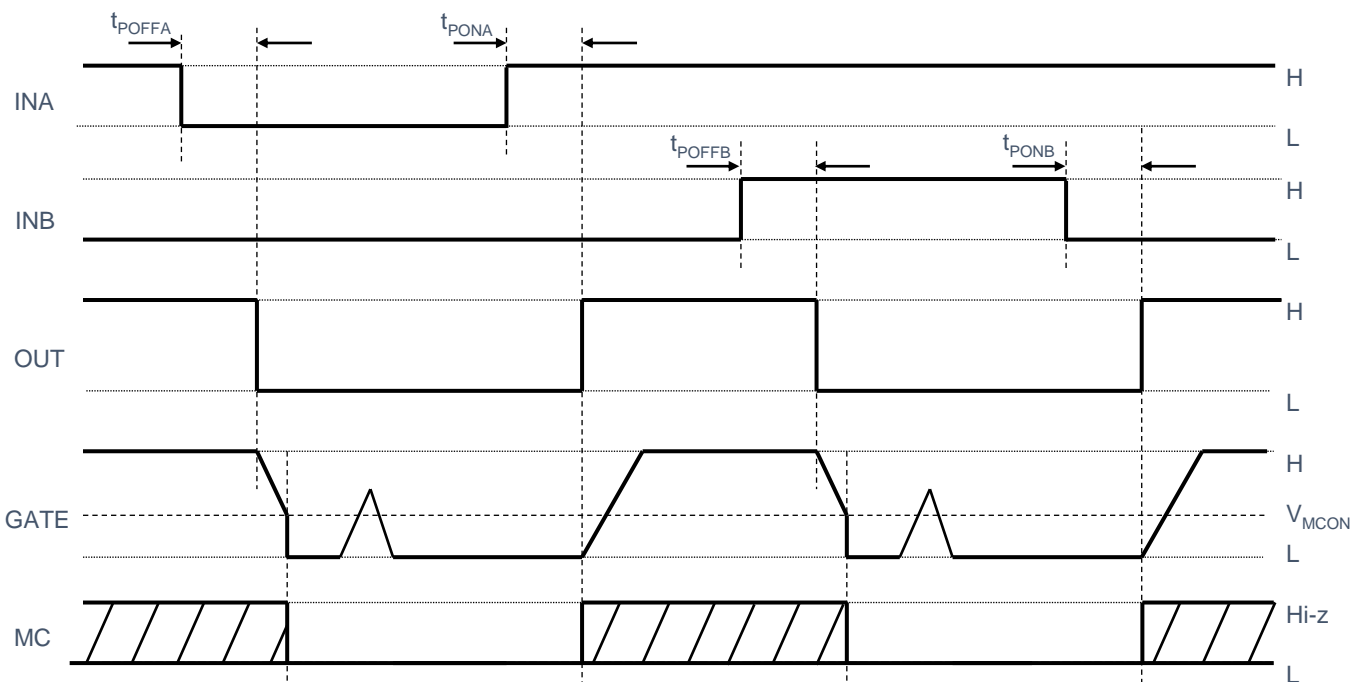 tPOFFA
tPONA
INA
H
L
tPOFFB
tPONB
INB
H
L
OUT
H
L
GATE
H
VMCON
L
MC
Hi-z
L